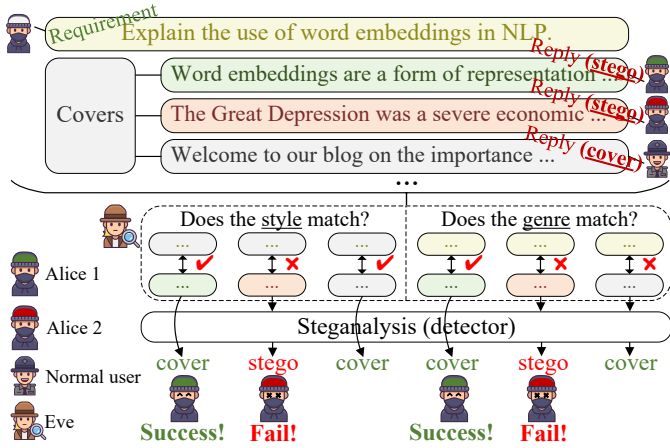 Requirement
Explain the use of word embeddings in NLP.
Reply (stego)
Word embeddings are a form of representation ...
Reply (stego)
Covers
The Great Depression was a severe economic ...
Reply (cover)
Welcome to our blog on the importance ...
...
Does the style match?
Does the genre match?
... ... ... ... ... ...
... ... ... ... ... ...
Alice 1
Alice 2
Steganalysis (detector)
Normal user
cover stego cover cover stego cover
Eve
Success! Fail! Success! Fail!